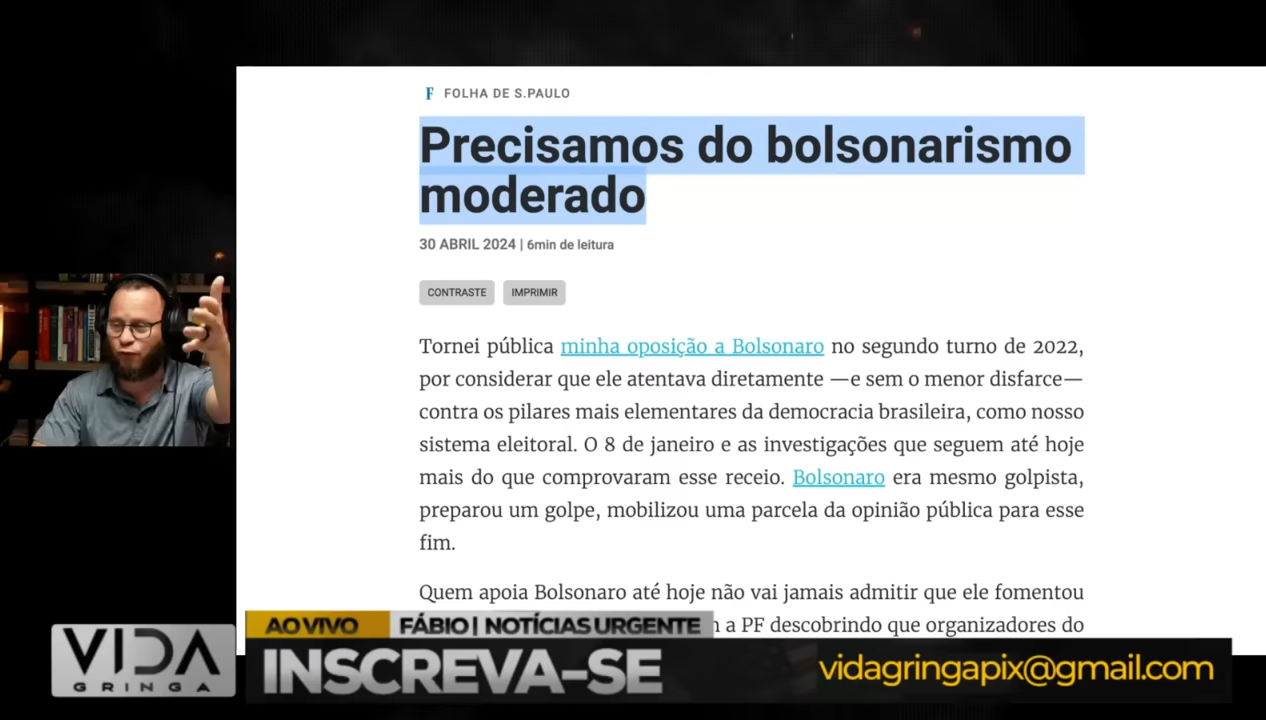 F FOLHA DE S.PAULO
Precisamos do bolsonarismo
moderado
30 ABRIL 2024 | 6min de leitura
CONTRASTE IMPRIMIR
Tornei pública minha oposição a Bolsonaro no segundo turno de 2022,
por considerar que ele atentava diretamente —e sem o menor disfarce—
contra os pilares mais elementares da democracia brasileira, como nosso
sistema eleitoral. O 8 de janeiro e as investigações que seguem até hoje
mais do que comprovaram esse receio. Bolsonaro era mesmo golpista,
preparou um golpe, mobilizou uma parcela da opinião pública para esse
fim.
Quem apoia Bolsonaro até hoje não vai jamais admitir que ele fomentou
a PF descobrindo que organizadores do
AO VIVO FÁBIO | NOTÍCIAS URGENTE
VIDA
GRINGA
INSCREVA-SE
vidagringapix@gmail.com